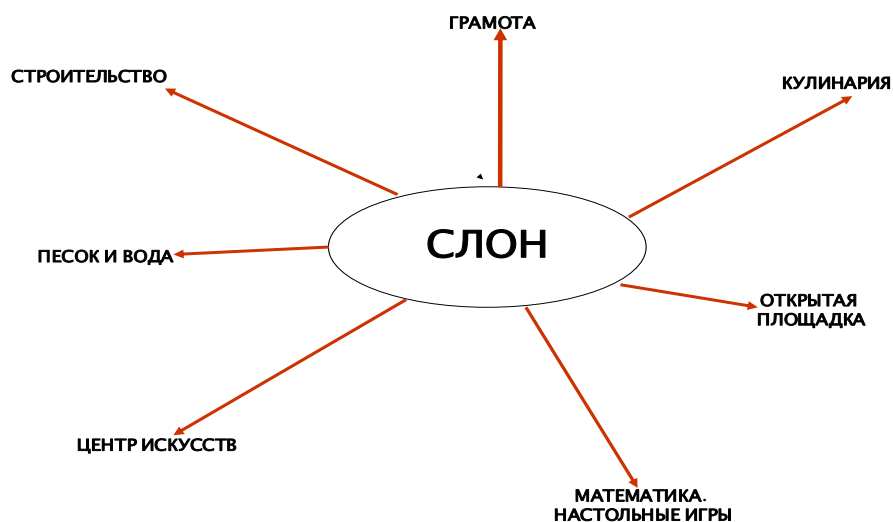 ГРАМОТА
СТРОИТЕЛЬСТВО
КУЛИНАРИЯ
СЛОН
ПЕСОК И ВОДА
ОТКРЫТАЯ
ПЛОЩАДКА
ЦЕНТР ИСКУССТВ
МАТЕМАТИКА.
НАСТОЛЬНЫЕ ИГРЫ